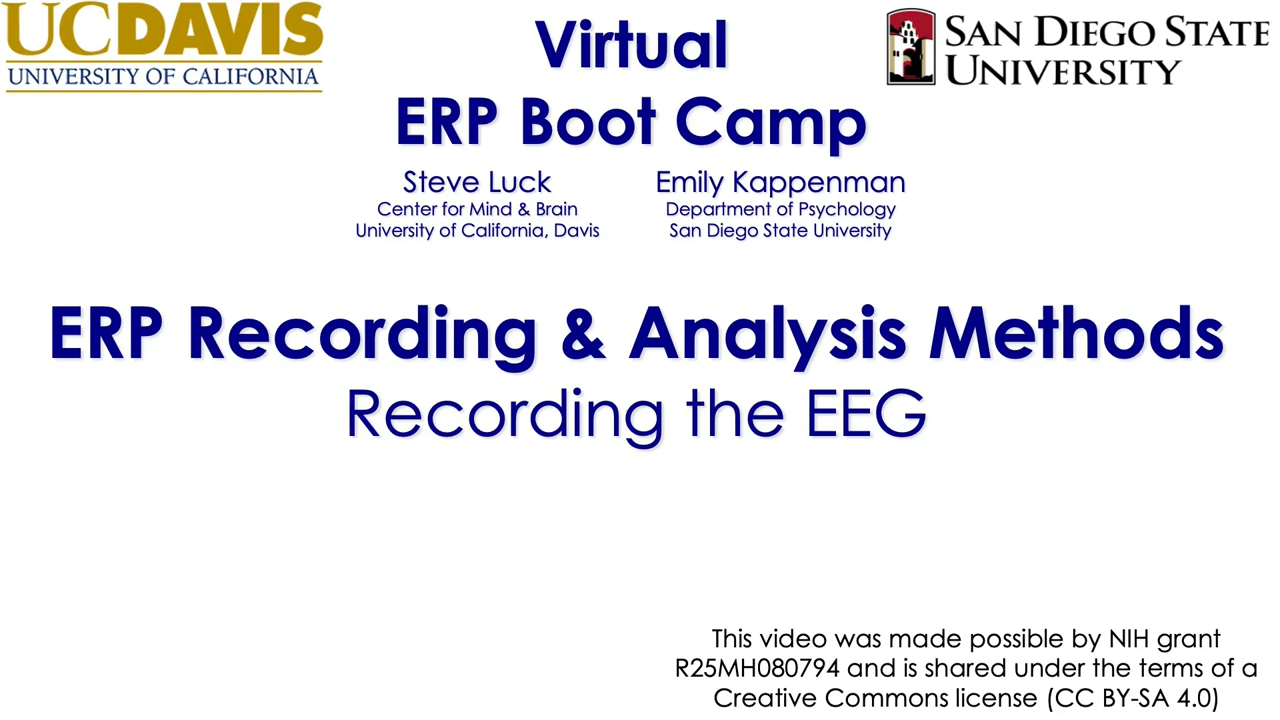 UCDAVIS
UNIVERSITY OF CALIFORNIA
Virtual
ERP Boot Camp
SAN DIEGO STATE
UNIVERSITY
Steve Luck
Center for Mind & Brain
University of California, Davis
Emily Kappenman
Department of Psychology
San Diego State University
ERP Recording & Analysis Methods
Recording the EEG
This video was made possible by NIH grant
R25MH080794 and is shared under the terms of a
Creative Commons license (CC BY-SA 4.0)